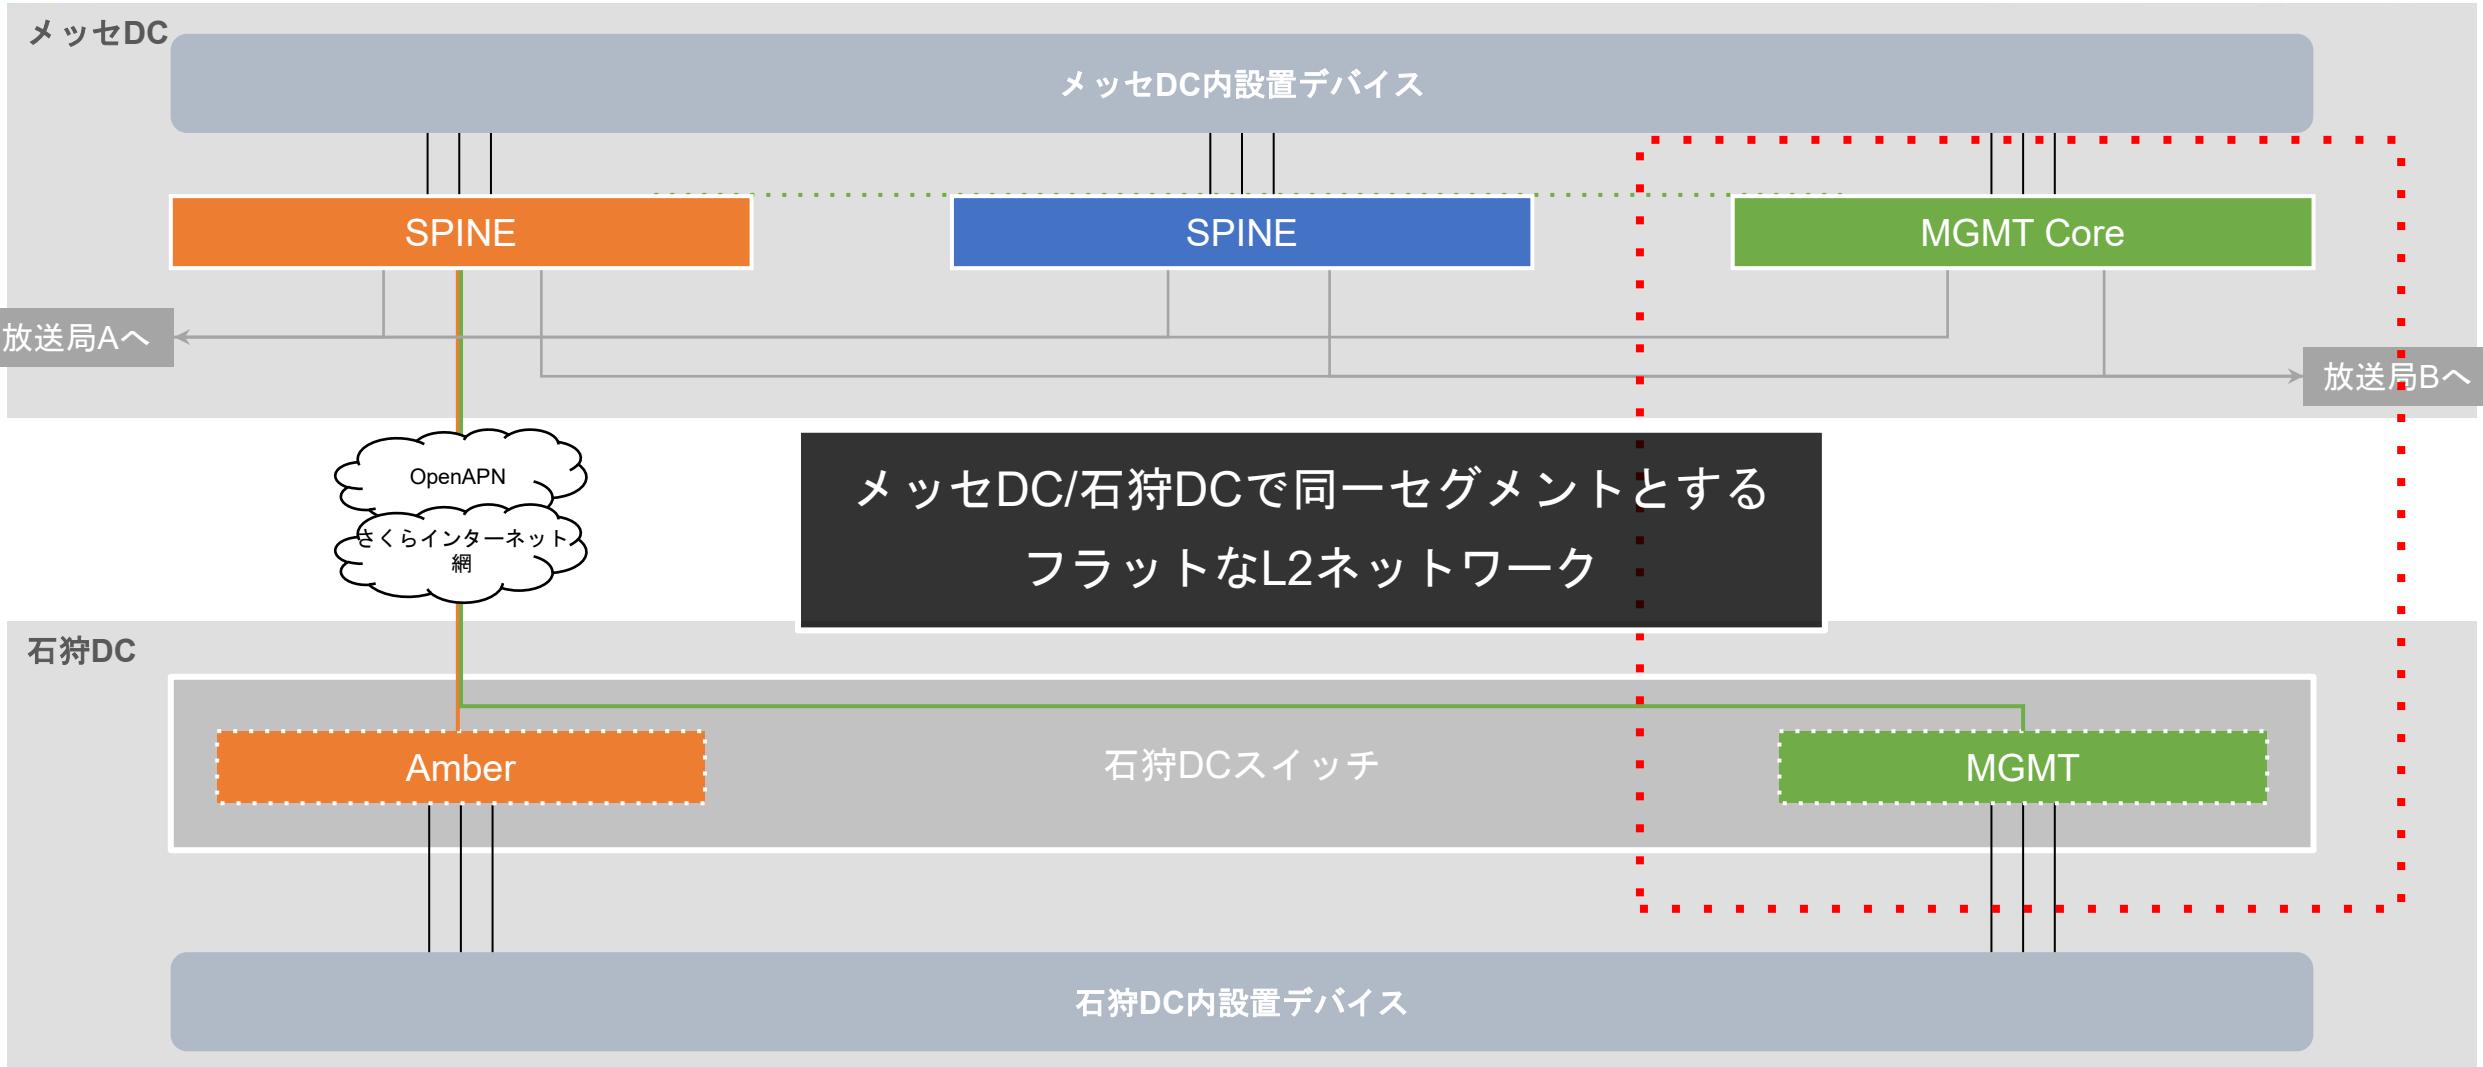 メッセDC
メッセDC内設置デバイス
SPINE
SPINE
MGMT Core
放送局Aへ
放送局Bへ
OpenAPN
さくらインターネット
網
メッセDC/石狩DCで同一セグメントとする
フラットなL2ネットワーク
石狩DC
Amber
石狩DCスイッチ
MGMT
石狩DC内設置デバイス